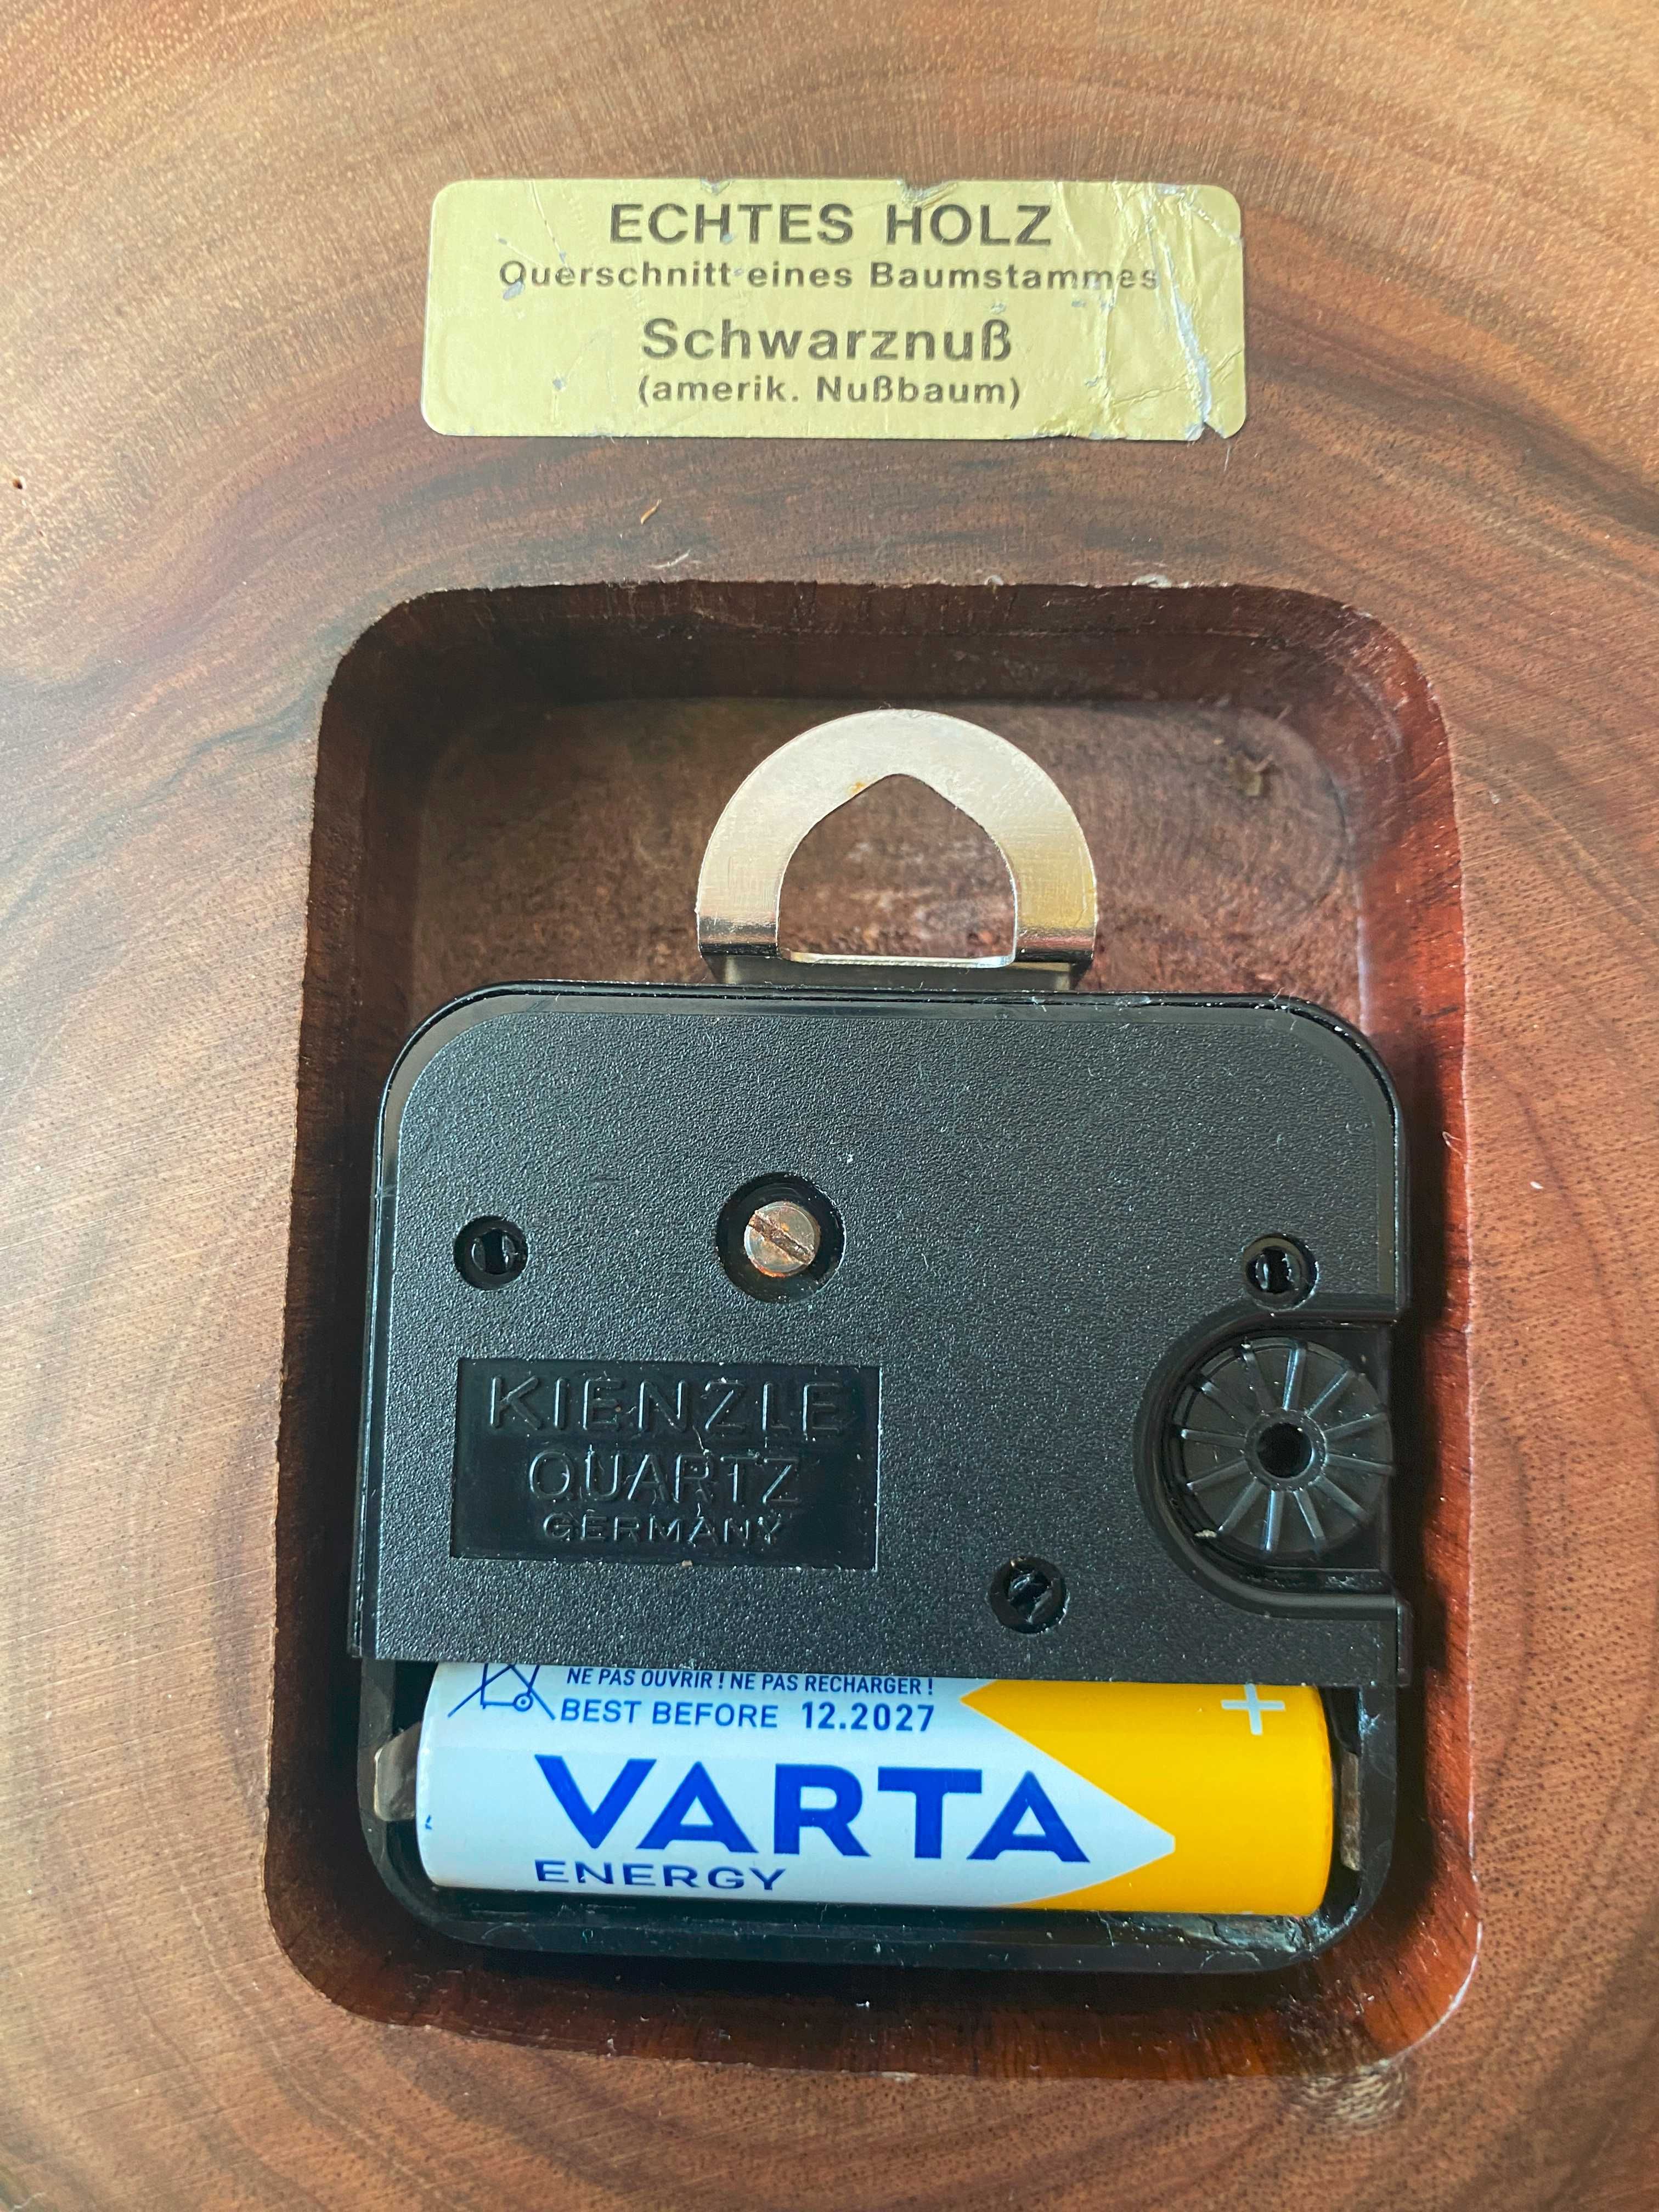 ECHTES HOLZ
Querschnitt eines Baumstammes
Schwarznuß
(amerik. Nußbaum)
KIENZLE
QUARTZ
GERMANY
NE PAS OUVRIR ! NE PAS RECHARGER !
BEST BEFORE 12.2027
+
VARTA
ENERGY